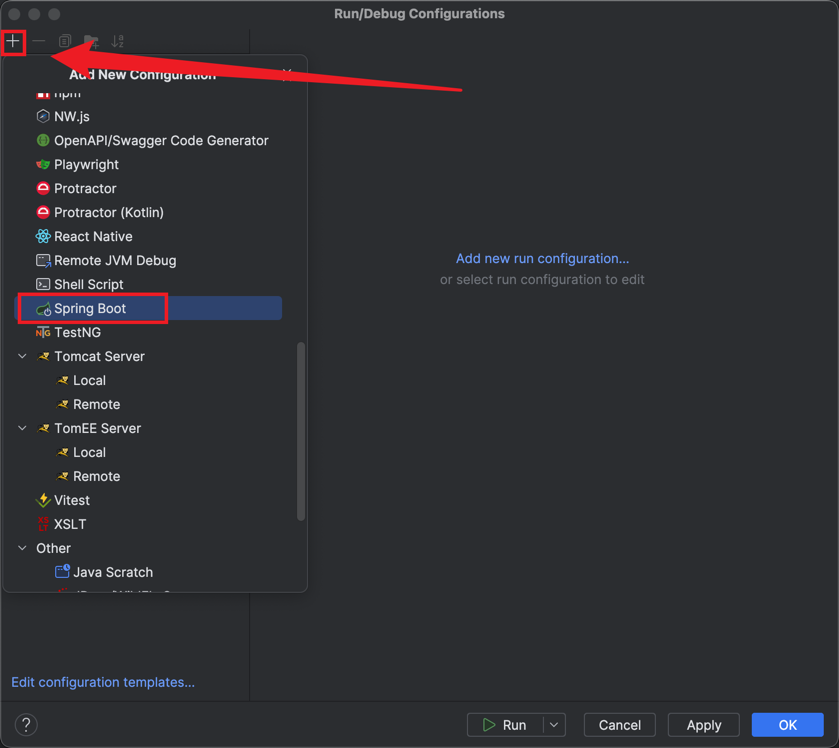 Run/Debug Configurations
Add New Configuration
npm
NW.js
OpenAPI/Swagger Code Generator
Playwright
Protractor
Protractor (Kotlin)
React Native
Remote JVM Debug
Shell Script
Spring Boot
TestNG
Tomcat Server
Local
Remote
TomEE Server
Local
Remote
Vitest
XSLT
Other
Java Scratch
Add new run configuration...
or select run configuration to edit
Edit configuration templates...
?
Run
Cancel
Apply
OK